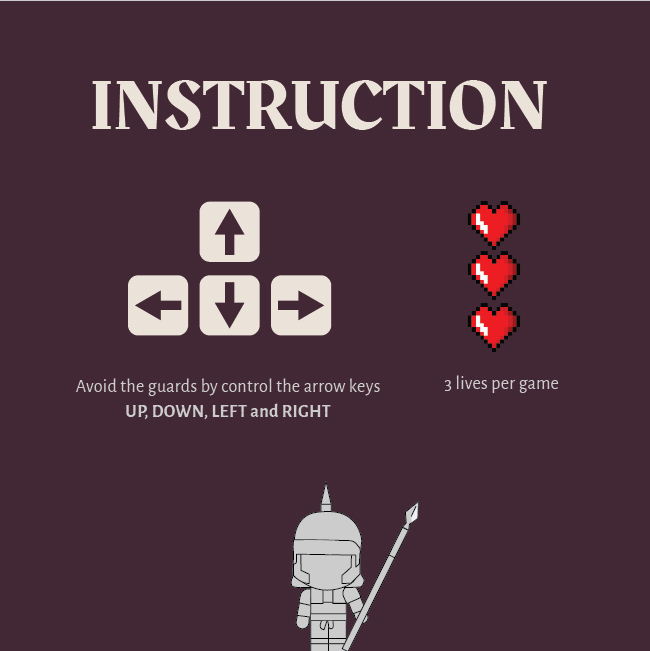 INSTRUCTION
Avoid the guards by control the arrow keys
UP, DOWN, LEFT and RIGHT
3 lives per game